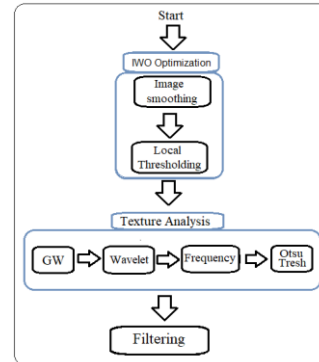 Start
IWO Optimization
Image
smoothing
Local
Thresholding
Texture Analysis
GW
Wavelet
Frequency
Otsu
Tresh
Filtering